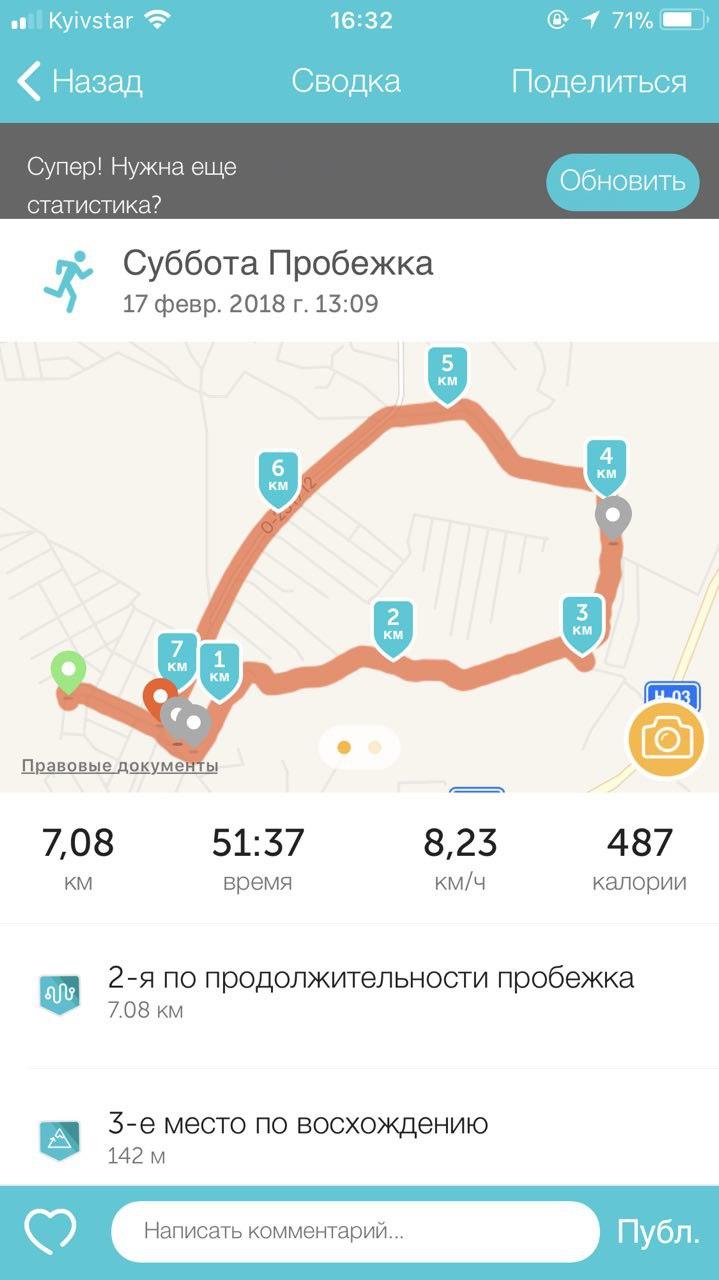 Kyivstar 16:32 71%
Назад Сводка Поделиться
Супер! Нужна еще
статистика?
Обновить
Суббота Пробежка
17 февр. 2018 г. 13:09
5
км
4
км
6
км
3
км
2
км
7
км
1
км
Н-03
Правовые документы
7,08 51:37 8,23 487
км время км/ч калории
2-я по продолжительности пробежка
7.08 км
3-е место по восхождению
142 м
Написать комментарий... Публ.